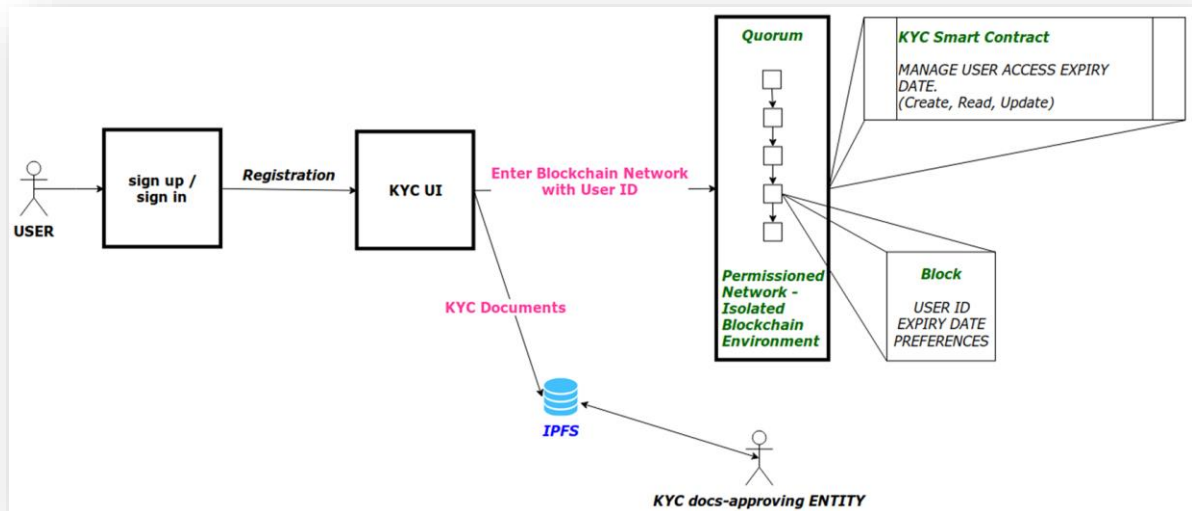 Quorum
KYC Smart Contract
MANAGE USER ACCESS EXPIRY
DATE.
(Create, Read, Update)
sign up /
sign in
Registration
KYC UI
Enter Blockchain Network
with User ID
USER
Permissioned
Network -
Isolated
Blockchain
Environment
Block
USER ID
EXPIRY DATE
PREFERENCES
KYC Documents
IPFS
KYC docs-approving ENTITY